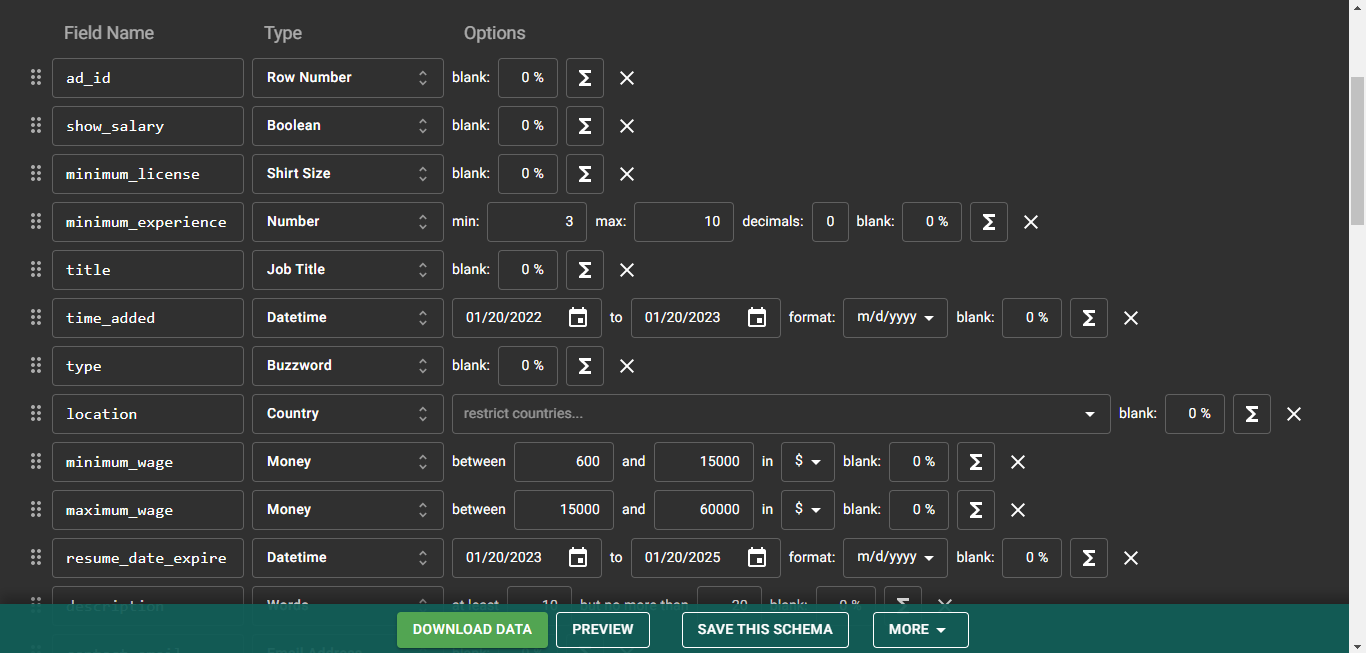 Field Name Type Options
ad_id Row Number blank: 0 % Σ
show_salary Boolean blank: 0 % Σ
minimum_license Shirt Size blank: 0 % Σ
minimum_experience Number min: 3 max: 10 decimals: 0 blank: 0 % Σ
title Job Title blank: 0 % Σ
time_added Datetime 01/20/2022 to 01/20/2023 format: m/d/yyyy blank: 0 % Σ
type Buzzword blank: 0 % Σ
location Country restrict countries... blank: 0 % Σ
minimum_wage Money between 600 and 15000 in $ blank: 0 % Σ
maximum_wage Money between 15000 and 60000 in $ blank: 0 % Σ
resume_date_expire Datetime 01/20/2023 to 01/20/2025 format: m/d/yyyy blank: 0 % Σ
description Words at least 10 but no more than 20 blank: 0 % Σ
DOWNLOAD DATA PREVIEW SAVE THIS SCHEMA MORE